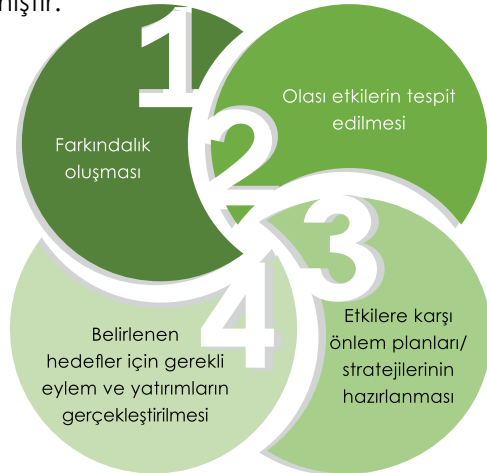 1
Farkındalık
oluşması
2
Olası etkilerin tespit
edilmesi
3
Etkilere karşı
önlem planları/
stratejilerinin
hazırlanması
4
Belirlenen
hedefler için gerekli
eylem ve yatırımların
gerçekleştirilmesi